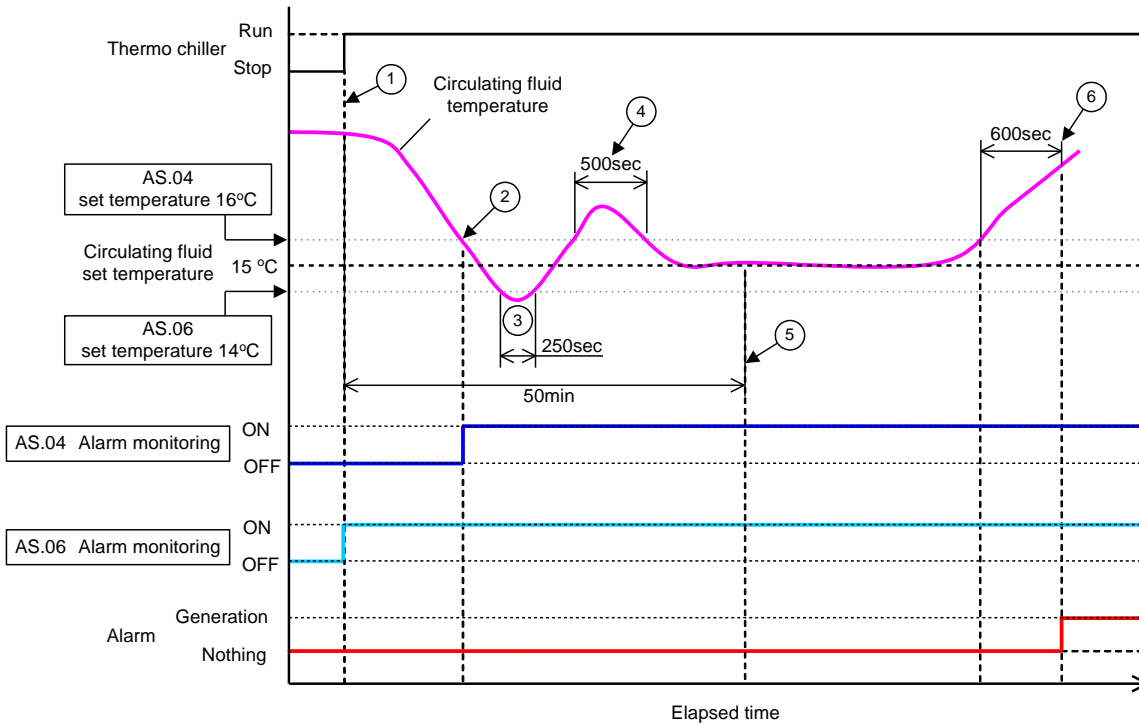 Run
Thermo chiller
Stop
1
Circulating fluid
temperature
4
6
500sec
600sec
AS.04
set temperature 16ºC
2
Circulating fluid
set temperature
15 ºC
AS.06
set temperature 14ºC
3
250sec
5
50min
AS.04 Alarm monitoring
ON
OFF
AS.06 Alarm monitoring
ON
OFF
Alarm
Generation
Nothing
Elapsed time